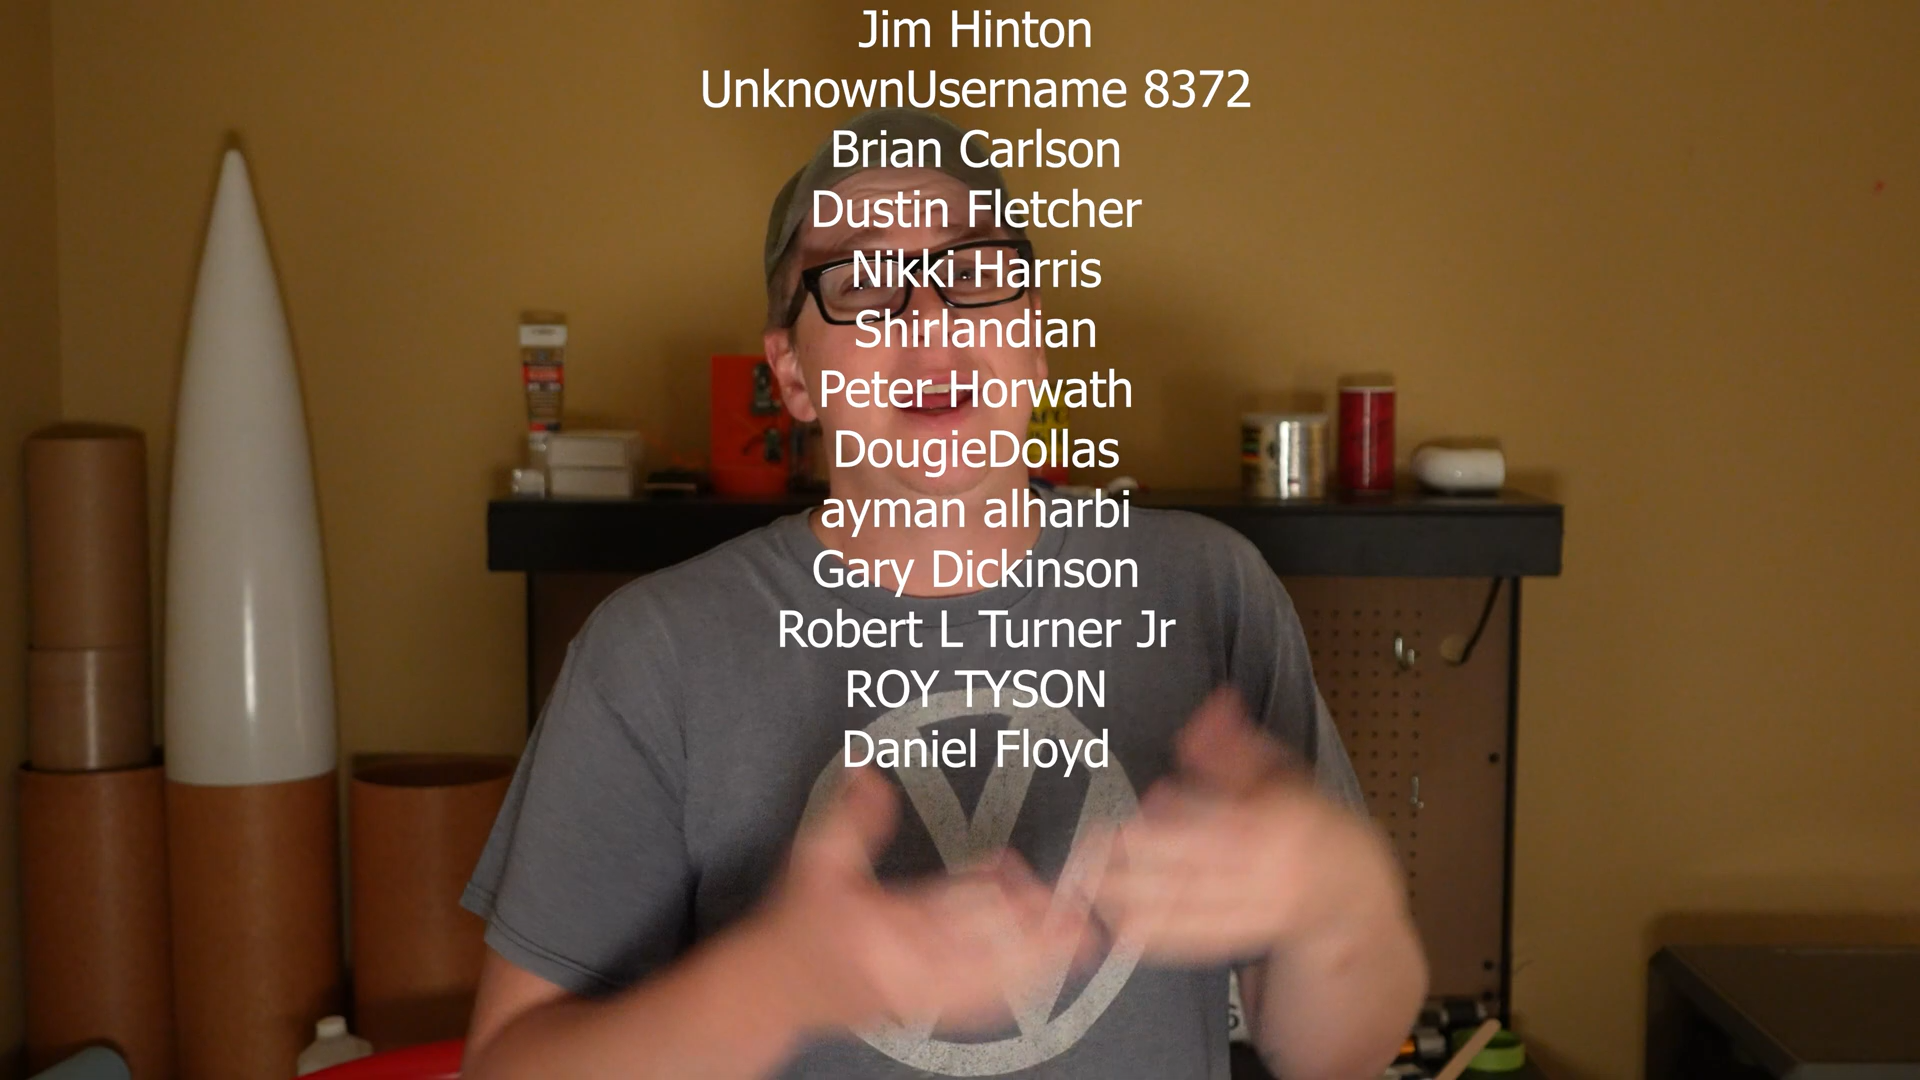 Jim Hinton
UnknownUsername 8372
Brian Carlson
Dustin Fletcher
Nikki Harris
Shirlandian
Peter Horwath
DougieDollas
ayman alharbi
Gary Dickinson
Robert L Turner Jr
ROY TYSON
Daniel Floyd